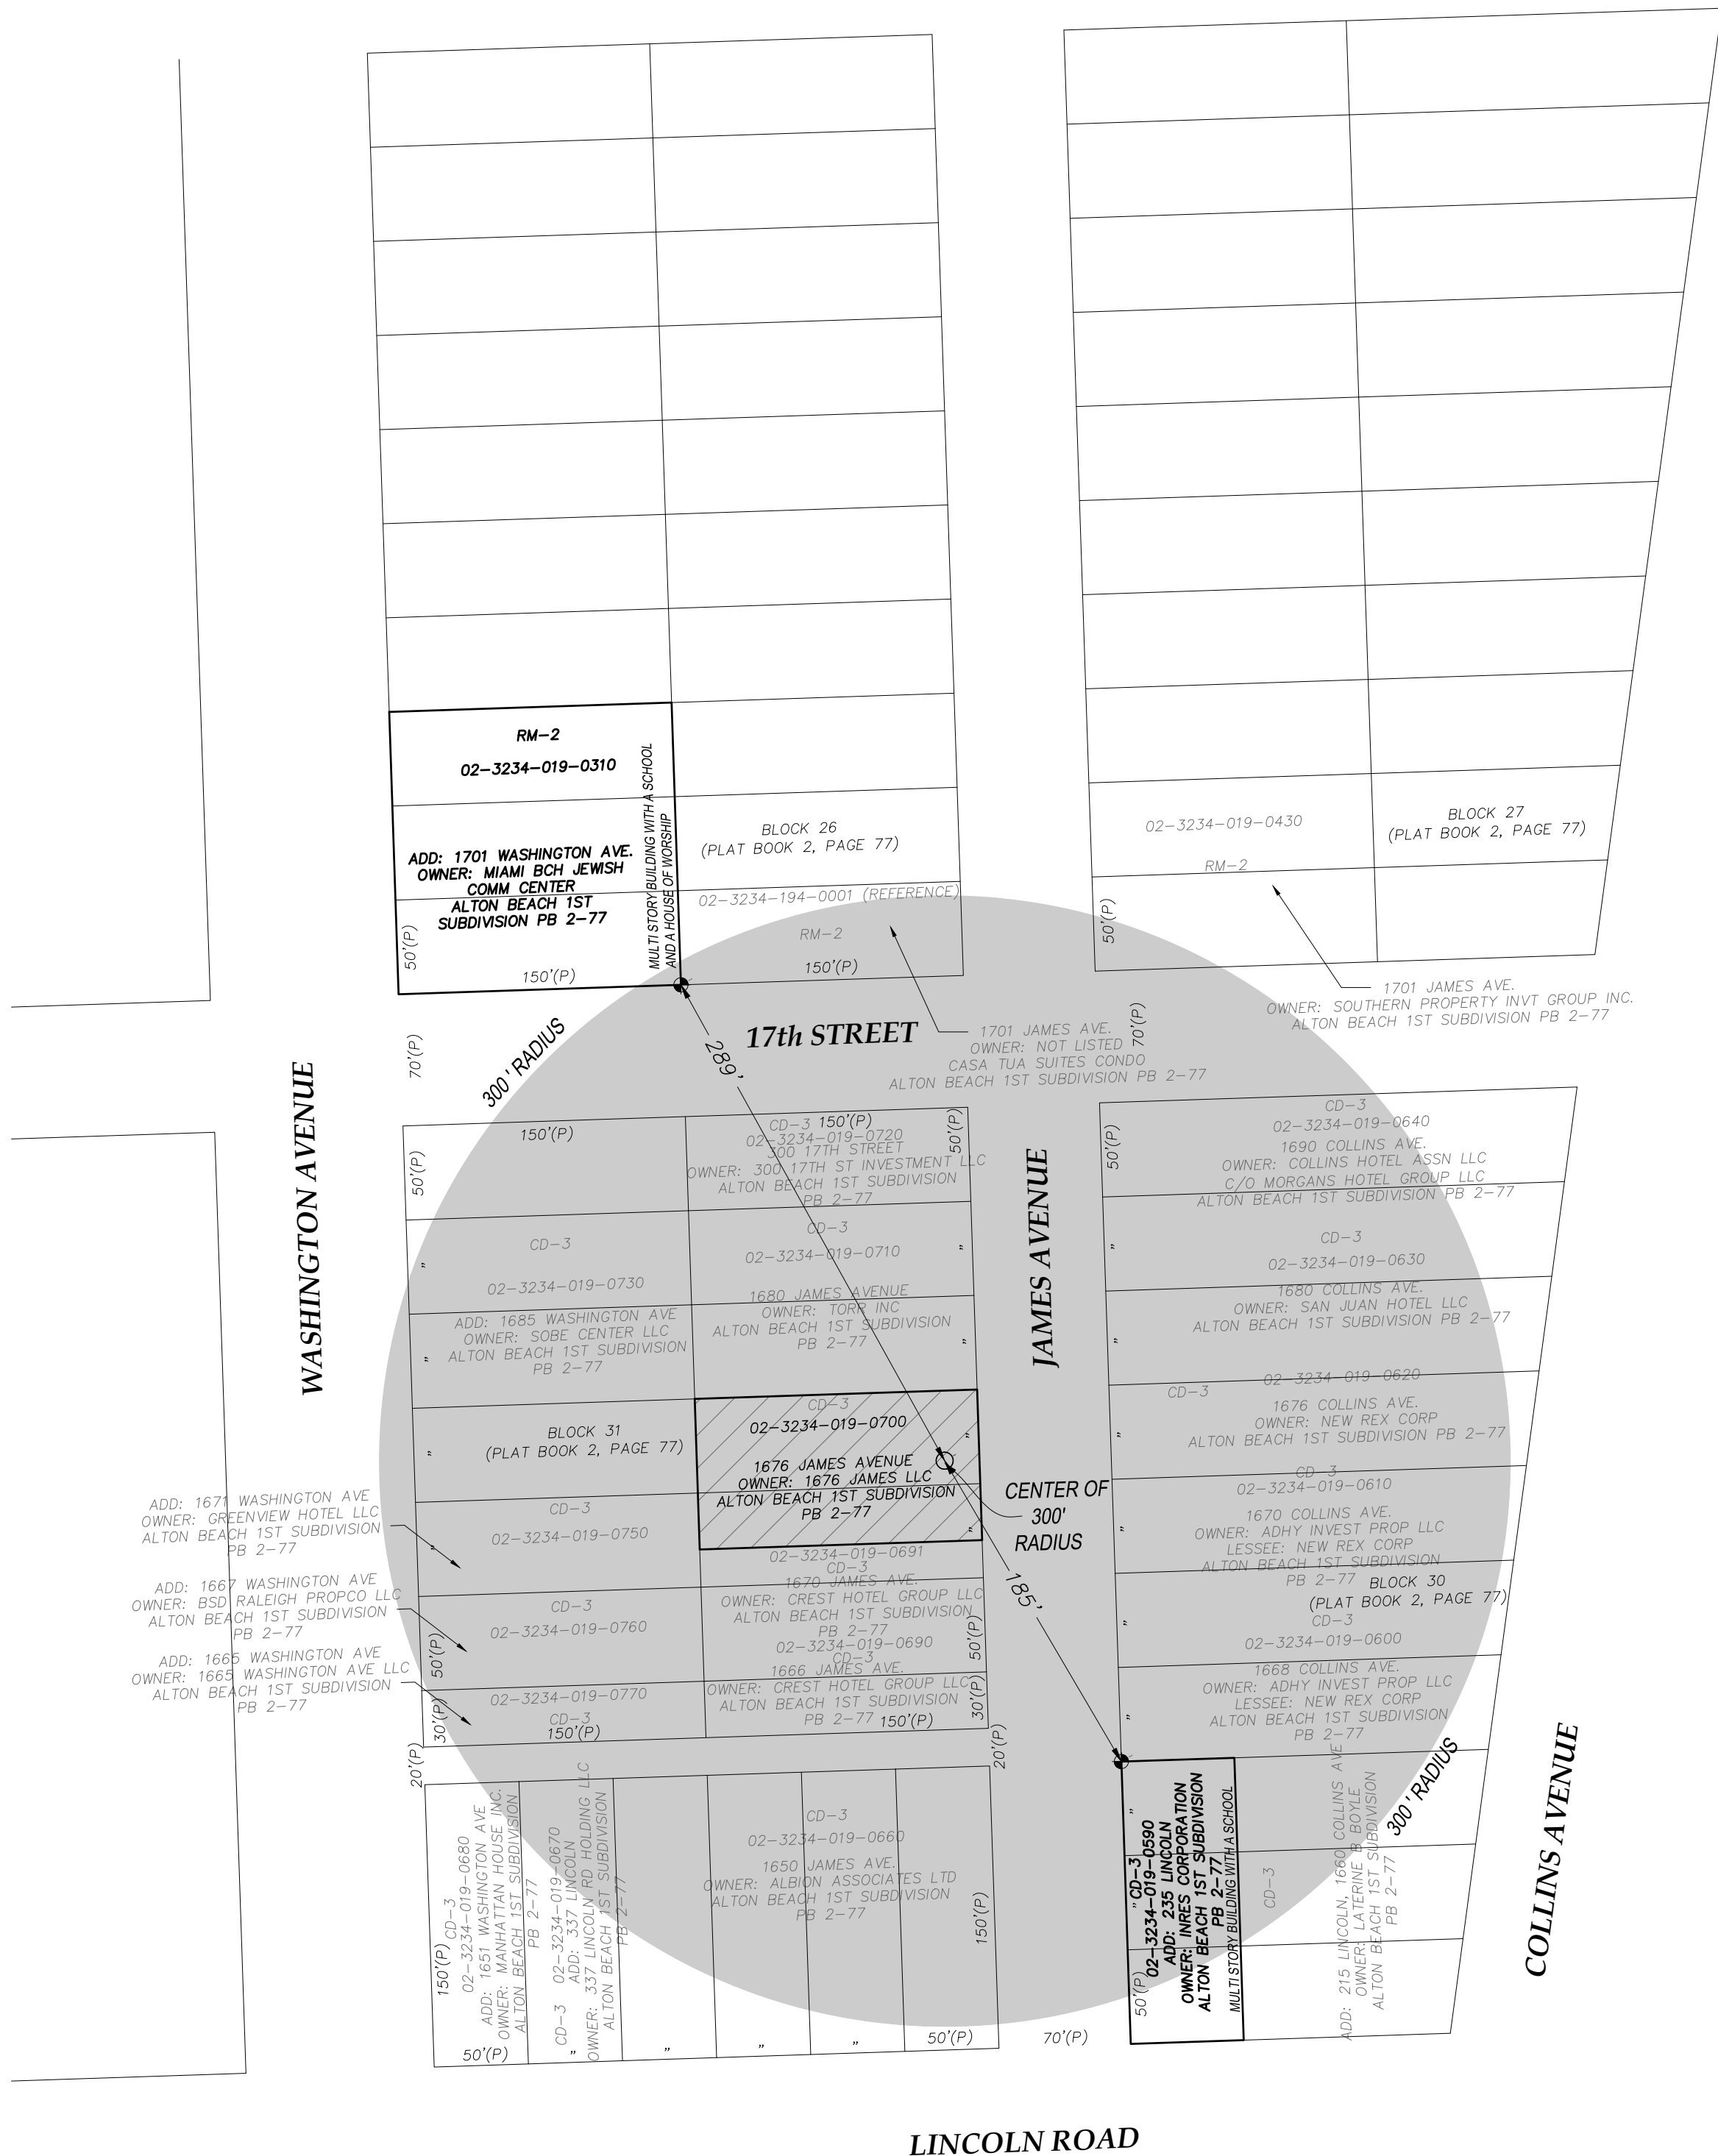 RM-2
02-3234-019-0310
ADD: 1701 WASHINGTON AVE.
OWNER: MIAMI BCH JEWISH
COMM CENTER
ALTON BEACH 1ST
SUBDIVISION PB 2-77
50'(P)
150'(P)
MULTI STORY BUILDING WITH A SCHOOL
AND A HOUSE OF WORSHIP
BLOCK 26
(PLAT BOOK 2, PAGE 77)
02-3234-194-0001 (REFERENCE)
RM-2
150'(P)
02-3234-019-0430
RM-2
50'(P)
BLOCK 27
(PLAT BOOK 2, PAGE 77)
1701 JAMES AVE.
OWNER: SOUTHERN PROPERTY INVT GROUP INC.
ALTON BEACH 1ST SUBDIVISION PB 2-77
70'(P)
300' RADIUS
289'
17th STREET
1701 JAMES AVE.
OWNER: NOT LISTED
CASA TUA SUITES CONDO
ALTON BEACH 1ST SUBDIVISION PB 2-77
70'(P)
WASHINGTON AVENUE
150'(P)
50'(P)
CD-3 150'(P)
02-3234-019-0720
300 17TH STREET
OWNER: 300 17TH ST INVESTMENT LLC
ALTON BEACH 1ST SUBDIVISION
PB 2-77
50'(P)
JAMES AVENUE
50'(P)
CD-3
02-3234-019-0640
1690 COLLINS AVE.
OWNER: COLLINS HOTEL ASSN LLC
C/O MORGANS HOTEL GROUP LLC
ALTON BEACH 1ST SUBDIVISION PB 2-77
"
CD-3
02-3234-019-0730
ADD: 1685 WASHINGTON AVE
OWNER: SOBE CENTER LLC
ALTON BEACH 1ST SUBDIVISION
PB 2-77
"
CD-3
02-3234-019-0710
"
1680 JAMES AVENUE
OWNER: TORR INC
ALTON BEACH 1ST SUBDIVISION
PB 2-77
"
"
CD-3
02-3234-019-0630
1680 COLLINS AVE.
OWNER: SAN JUAN HOTEL LLC
ALTON BEACH 1ST SUBDIVISION PB 2-77
"
02-3234-019-0620
CD-3
1676 COLLINS AVE.
OWNER: NEW REX CORP
ALTON BEACH 1ST SUBDIVISION PB 2-77
"
BLOCK 31
(PLAT BOOK 2, PAGE 77)
CD-3
02-3234-019-0700
"
1676 JAMES AVENUE
OWNER: 1676 JAMES LLC
ALTON BEACH 1ST SUBDIVISION
PB 2-77
"
CENTER OF
300'
RADIUS
CD-3
02-3234-019-0610
1670 COLLINS AVE.
OWNER: ADHY INVEST PROP LLC
LESSEE: NEW REX CORP
ALTON BEACH 1ST SUBDIVISION
PB 2-77
"
BLOCK 30
(PLAT BOOK 2, PAGE 77)
CD-3
02-3234-019-0600
"
1668 COLLINS AVE.
OWNER: ADHY INVEST PROP LLC
LESSEE: NEW REX CORP
ALTON BEACH 1ST SUBDIVISION
PB 2-77
"
ADD: 1671 WASHINGTON AVE
OWNER: GREENVIEW HOTEL LLC
ALTON BEACH 1ST SUBDIVISION
PB 2-77
"
CD-3
02-3234-019-0750
ADD: 1667 WASHINGTON AVE
OWNER: BSD RALEIGH PROPCO LLC
ALTON BEACH 1ST SUBDIVISION
PB 2-77
CD-3
02-3234-019-0760
50'(P)
ADD: 1665 WASHINGTON AVE
OWNER: 1665 WASHINGTON AVE LLC
ALTON BEACH 1ST SUBDIVISION
PB 2-77
02-3234-019-0770
CD-3
150'(P)
30'(P)
20'(P)
02-3234-019-0691
CD-3
1670 JAMES AVE.
OWNER: CREST HOTEL GROUP LLC
ALTON BEACH 1ST SUBDIVISION
PB 2-77
02-3234-019-0690
CD-3
1666 JAMES AVE.
OWNER: CREST HOTEL GROUP LLC
ALTON BEACH 1ST SUBDIVISION
PB 2-77 150'(P)
50'(P)
30'(P)
20'(P)
185'
150'(P) CD-3
02-3234-019-0680
ADD: 1651 WASHINGTON AVE
OWNER: MANHATTAN HOUSE INC.
ALTON BEACH 1ST SUBDIVISION
PB 2-77
50'(P)
CD-3 02-3234-019-0670
ADD: 337 LINCOLN
OWNER: 337 LINCOLN RD HOLDING LLC
ALTON BEACH 1ST SUBDIVISION
PB 2-77
"
"
"
"
CD-3
02-3234-019-0660
1650 JAMES AVE.
OWNER: ALBION ASSOCIATES LTD
ALTON BEACH 1ST SUBDIVISION
PB 2-77
150'(P)
50'(P)
70'(P)
50'(P) " CD-3 "
02-3234-019-0590
ADD: 235 LINCOLN
OWNER: INRES CORPORATION
ALTON BEACH 1ST SUBDIVISION
PB 2-77
MULTI STORY BUILDING WITH A SCHOOL
CD-3
ADD: 215 LINCOLN, 1660 COLLINS AVE
OWNER: LATERINE B BOYLE
ALTON BEACH 1ST SUBDIVISION
PB 2-77
300' RADIUS
COLLINS AVENUE
LINCOLN ROAD